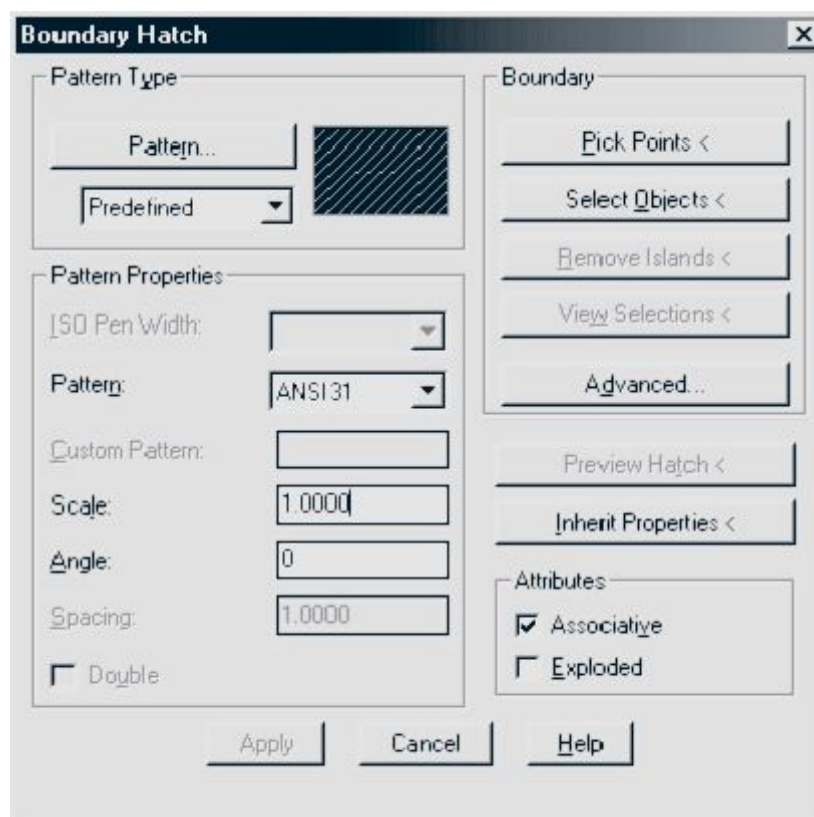 Boundary Hatch
Pattern Type
Pattern...
Predefined
Pattern Properties
ISO Pen Width:
Pattern:
ANSI31
Custom Pattern:
Scale:
1.0000
Angle:
0
Spacing:
1.0000
Double
Boundary
Pick Points <
Select Objects <
Remove Islands <
View Selections <
Advanced...
Preview Hatch <
Inherit Properties <
Attributes
Associative
Exploded
Apply
Cancel
Help